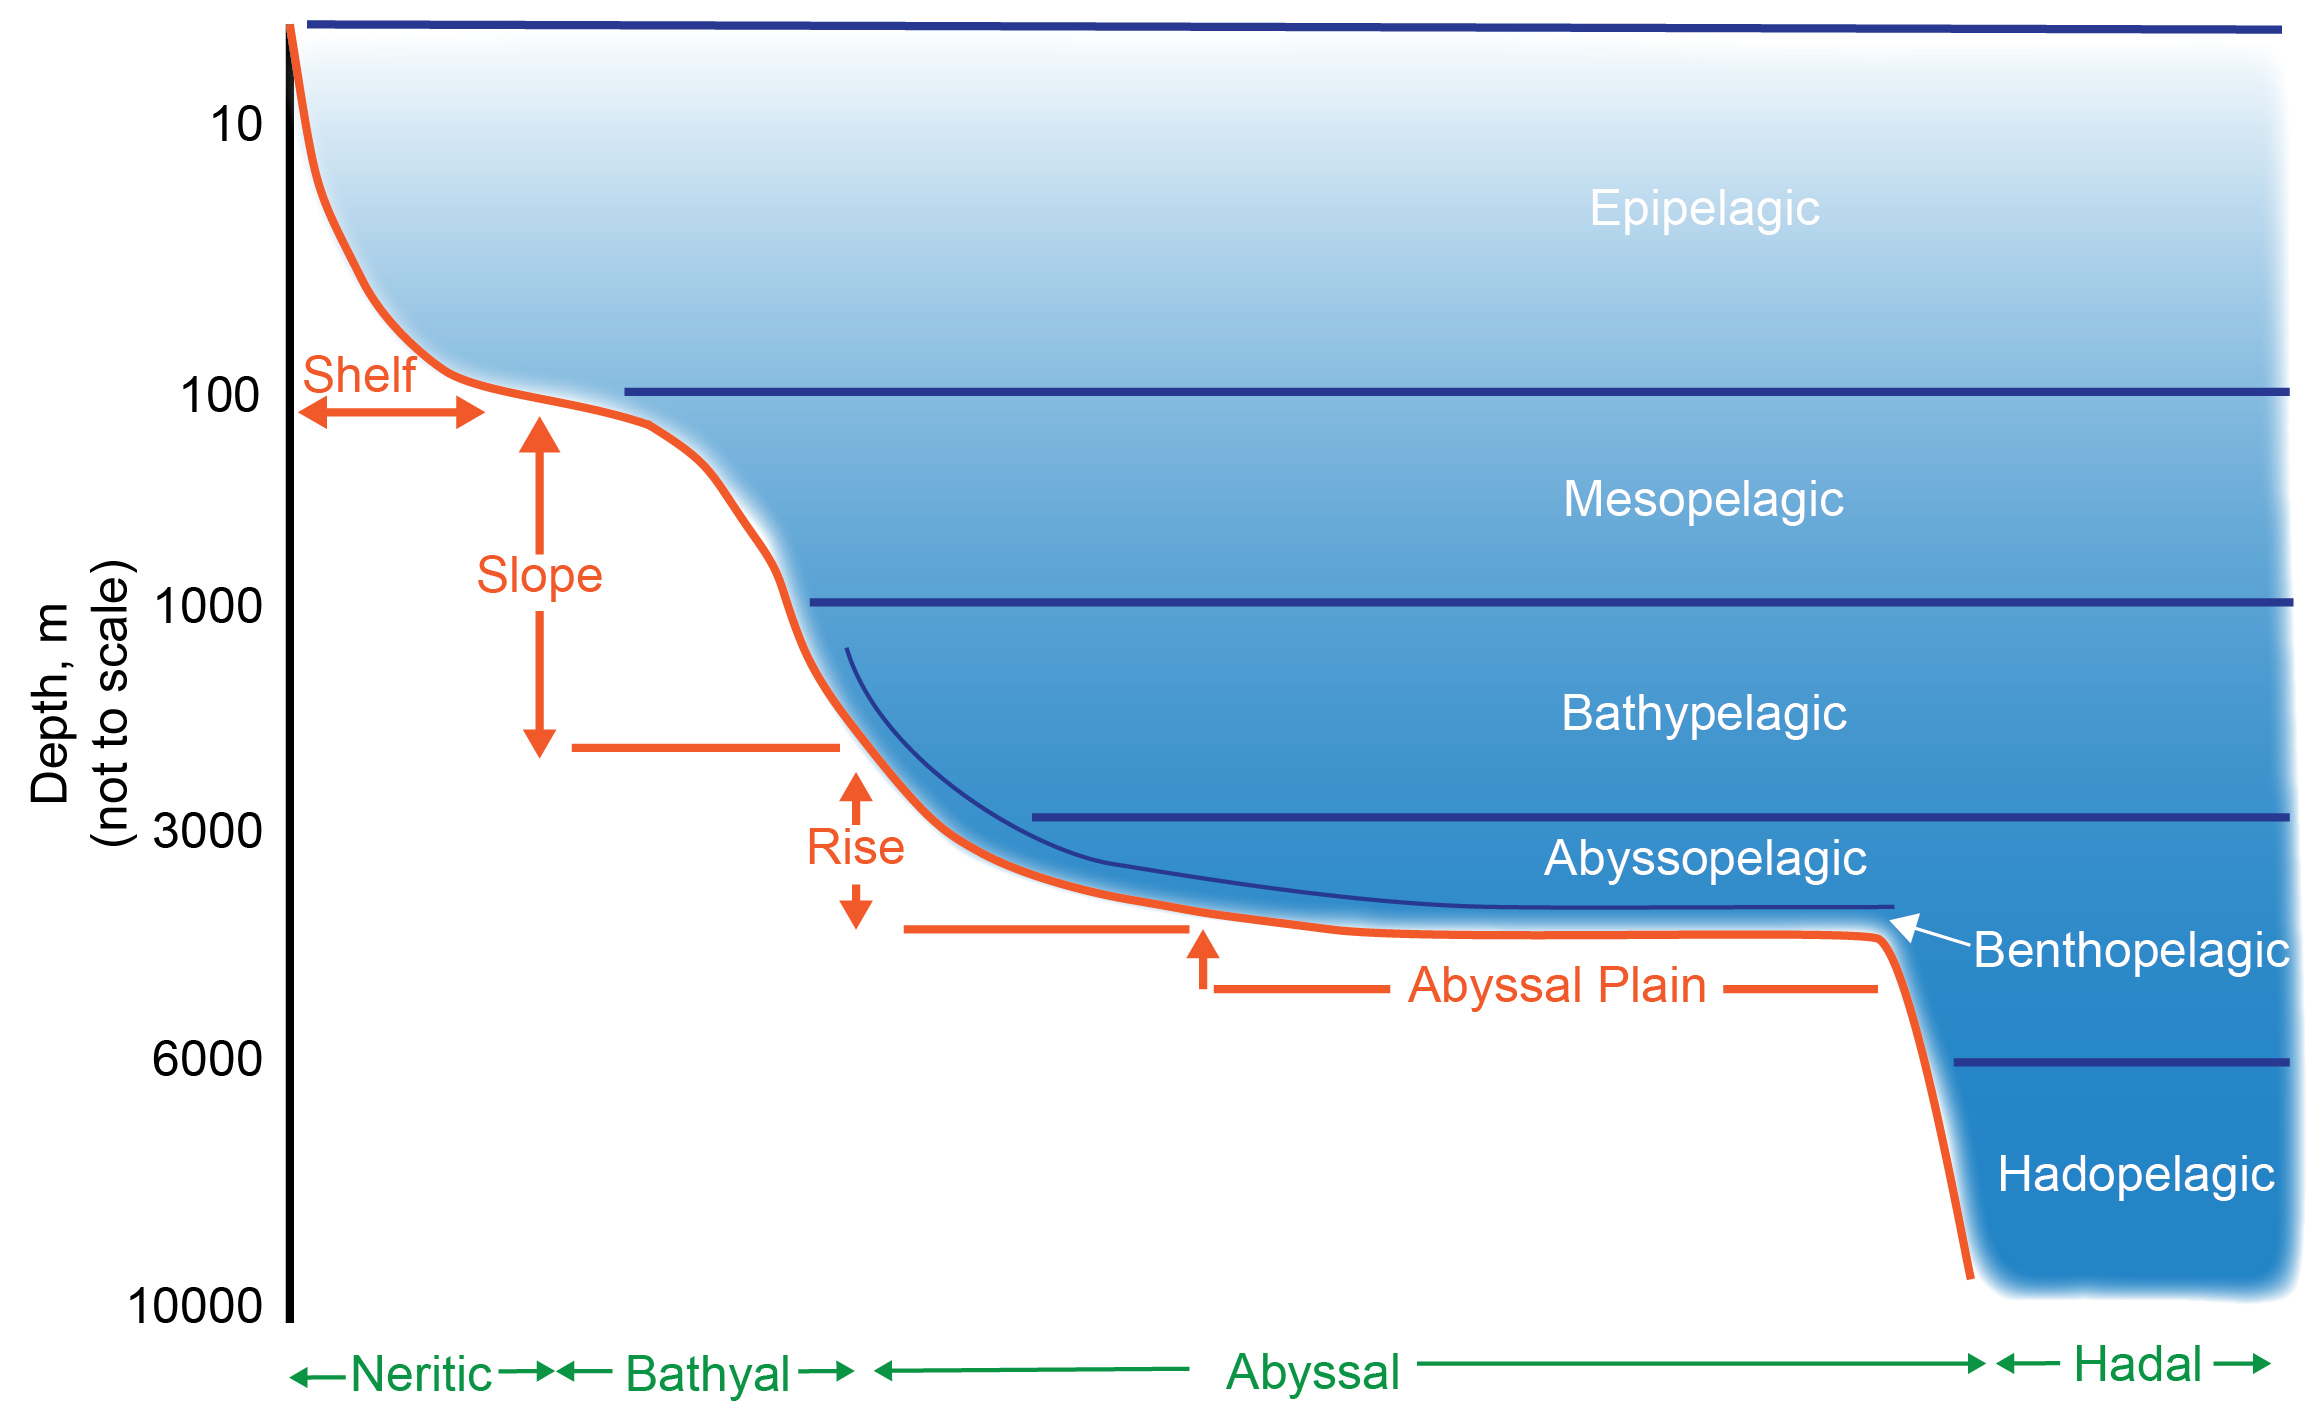 10
Epipelagic
Shelf
100
Mesopelagic
Slope
1000
Depth, m
(not to scale)
Bathypelagic
3000
Rise
Abyssopelagic
Benthopelagic
Abyssal Plain
6000
Hadopelagic
10000
Neritic
Bathyal
Abyssal
Hadal